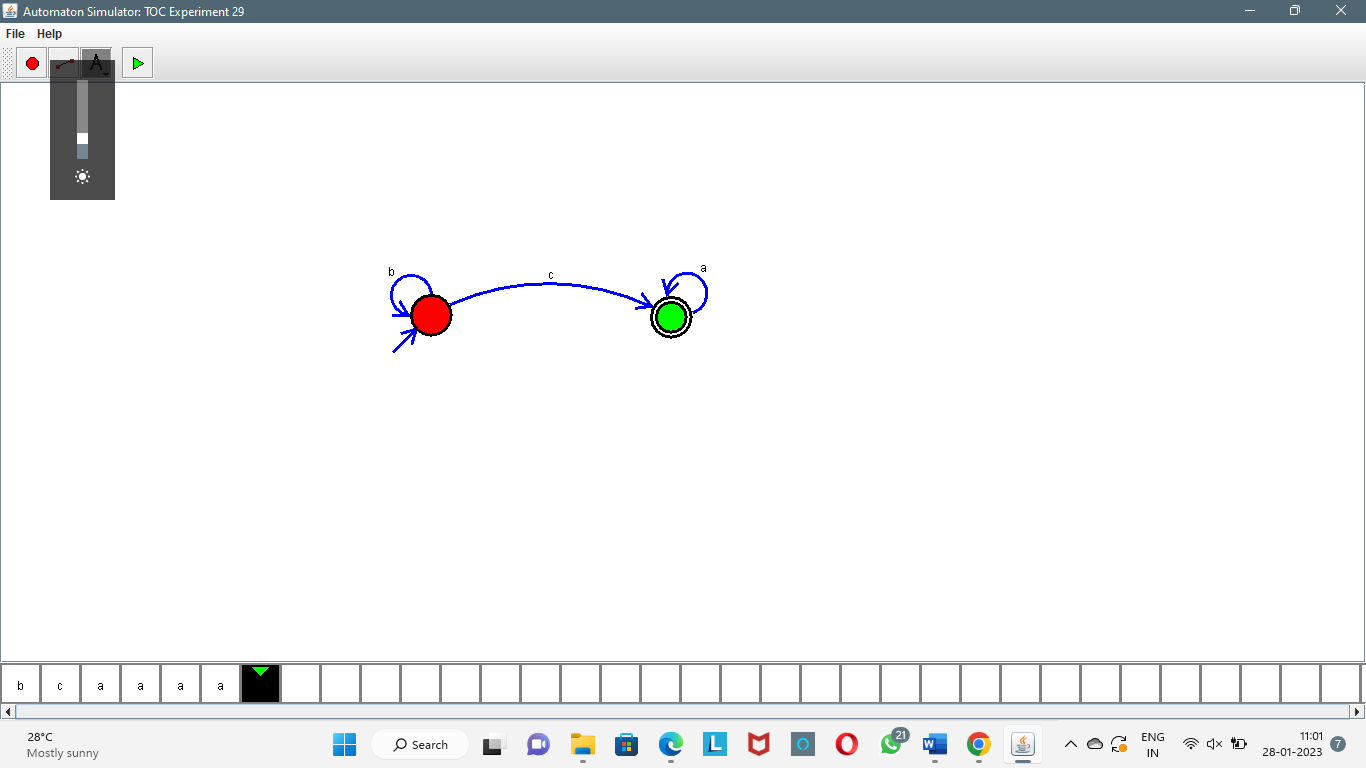 Automaton Simulator: TOC Experiment 29
File Help
A
b
c
a
b c a a a a
28°C
Mostly sunny
Search
L
21
W
ENG
IN
11:01
28-01-2023
7